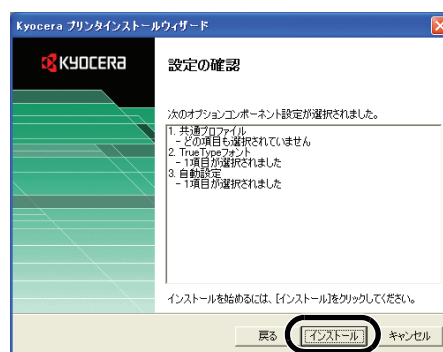 Kyocera プリンタインストールウィザード
KYOCERA
設定の確認
次のオプションコンポーネント設定が選択されました。
1. 共通プロファイル
- どの項目も選択されていません
2. TrueTypeフォント
- 1項目が選択されました
3. 自動設定
- 1項目が選択されました
インストールを始めるには、[インストール]をクリックしてください。
戻る
インストール
キャンセル